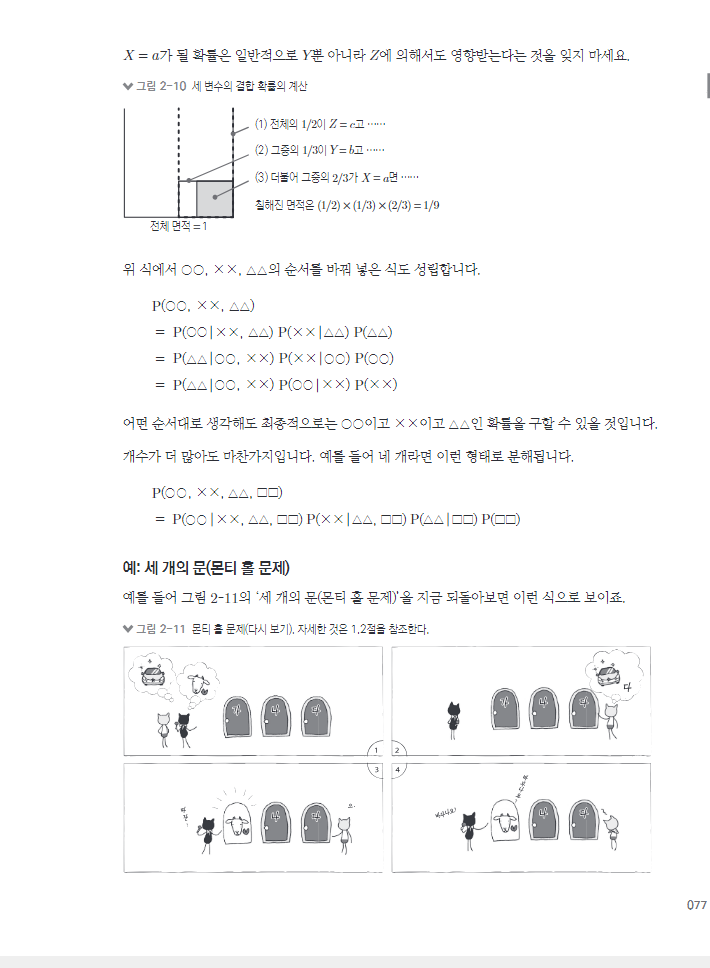 X = a가 될 확률은 일반적으로 Y뿐 아니라 Z에 의해서도 영향받는다는 것을 잊지 마세요.
그림 2-10 세 변수의 결합 확률의 계산
(1) 전체의 1/2이 Z = c고 ……
(2) 그중의 1/3이 Y = b고 ……
(3) 더불어 그중의 2/3가 X = a면 ……
칠해진 면적은 (1/2) × (1/3) × (2/3) = 1/9
전체 면적 = 1
위 식에서 ○○, ××, △△의 순서를 바꿔 넣은 식도 성립합니다.
P(○○, ××, △△)
= P(○○|××, △△) P(××|△△) P(△△)
= P(△△|○○, ××) P(××|○○) P(○○)
= P(△△|○○, ××) P(○○|××) P(××)
어떤 순서대로 생각해도 최종적으로는 ○○이고 ××이고 △△인 확률을 구할 수 있을 것입니다.
개수가 더 많아도 마찬가지입니다. 예를 들어 네 개라면 이런 형태로 분해됩니다.
P(○○, ××, △△, □□)
= P(○○|××, △△, □□) P(××|△△, □□) P(△△|□□) P(□□)
예: 세 개의 문(몬티 홀 문제)
예를 들어 그림 2-11의 ‘세 개의 문(몬티 홀 문제)’을 지금 되돌아보면 이런 식으로 보이죠.
그림 2-11 몬티 홀 문제(다시 보기). 자세한 것은 1.2절을 참조한다.
가 나 다
가 나 다
다
1 2
3 4
나 다
나 다
077